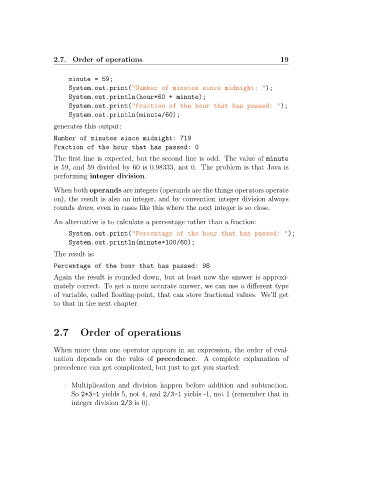 2.7. Order of operations 19
minute = 59;
System.out.print("Number of minutes since midnight: ");
System.out.println(hour*60 + minute);
System.out.print("Fraction of the hour that has passed: ");
System.out.println(minute/60);
generates this output:
Number of minutes since midnight: 719
Fraction of the hour that has passed: 0
The first line is expected, but the second line is odd. The value of minute
is 59, and 59 divided by 60 is 0.98333, not 0. The problem is that Java is
performing integer division.
When both operands are integers (operands are the things operators operate
on), the result is also an integer, and by convention integer division always
rounds down, even in cases like this where the next integer is so close.
An alternative is to calculate a percentage rather than a fraction:
System.out.print("Percentage of the hour that has passed: ");
System.out.println(minute*100/60);
The result is:
Percentage of the hour that has passed: 98
Again the result is rounded down, but at least now the answer is approxi-
mately correct. To get a more accurate answer, we can use a different type
of variable, called floating-point, that can store fractional values. We'll get
to that in the next chapter.
2.7 Order of operations
When more than one operator appears in an expression, the order of eval-
uation depends on the rules of precedence. A complete explanation of
precedence can get complicated, but just to get you started:
· Multiplication and division happen before addition and subtraction.
So 2*3-1 yields 5, not 4, and 2/3-1 yields -1, not 1 (remember that in
integer division 2/3 is 0).